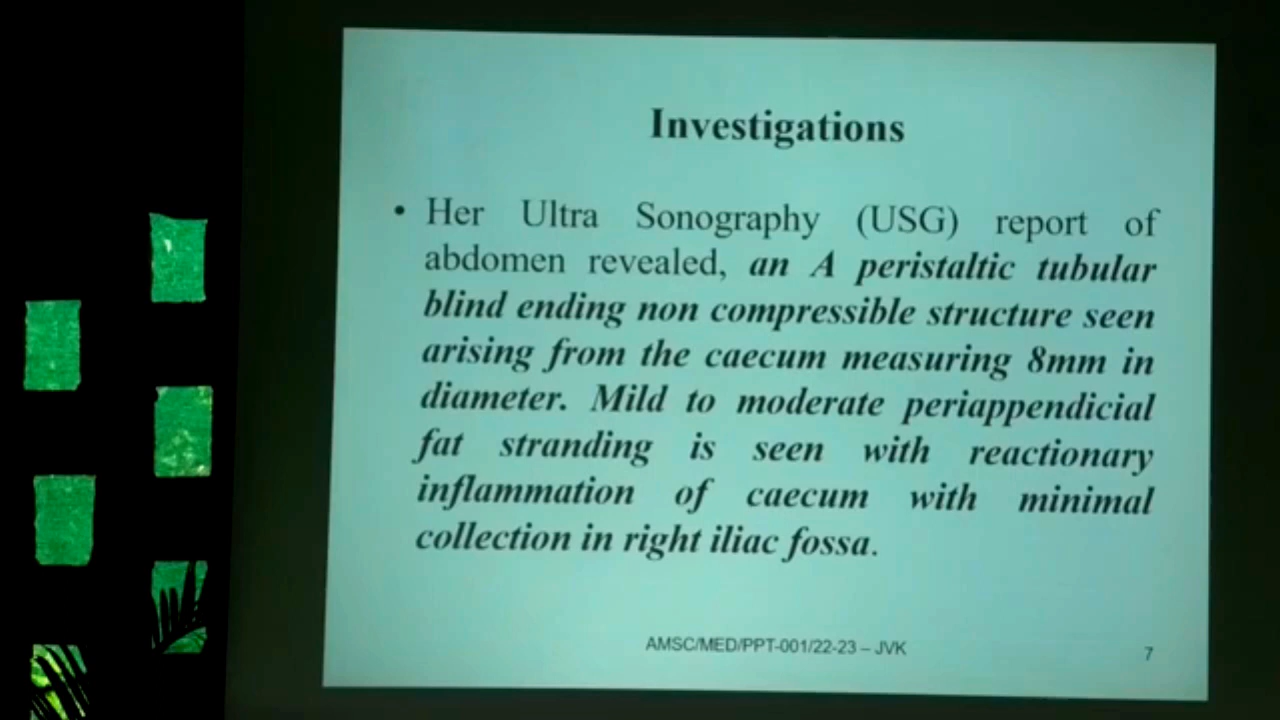 Investigations
• Her Ultra Sonography (USG) report of
abdomen revealed, an A peristaltic tubular
blind ending non compressible structure seen
arising from the caecum measuring 8mm in
diameter. Mild to moderate periappendicial
fat stranding is seen with reactionary
inflammation of caecum with minimal
collection in right iliac fossa.
AMSC/MED/PPT-001/22-23 – JVK
7